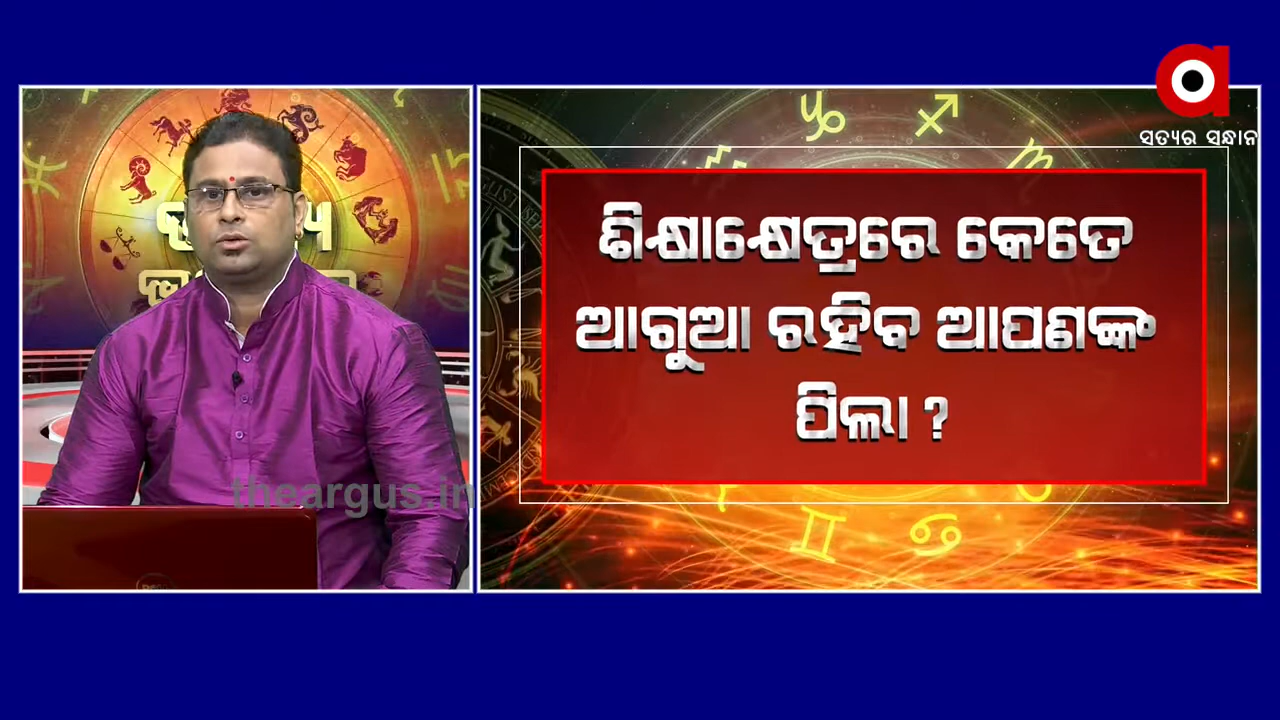 ସତ୍ୟର ସନ୍ଧାନ
ଶିକ୍ଷାକ୍ଷେତ୍ରରେ କେତେ
ଆଗୁଆ ରହିବ ଆପଣଙ୍କ
ପିଲା ?
theargus.in